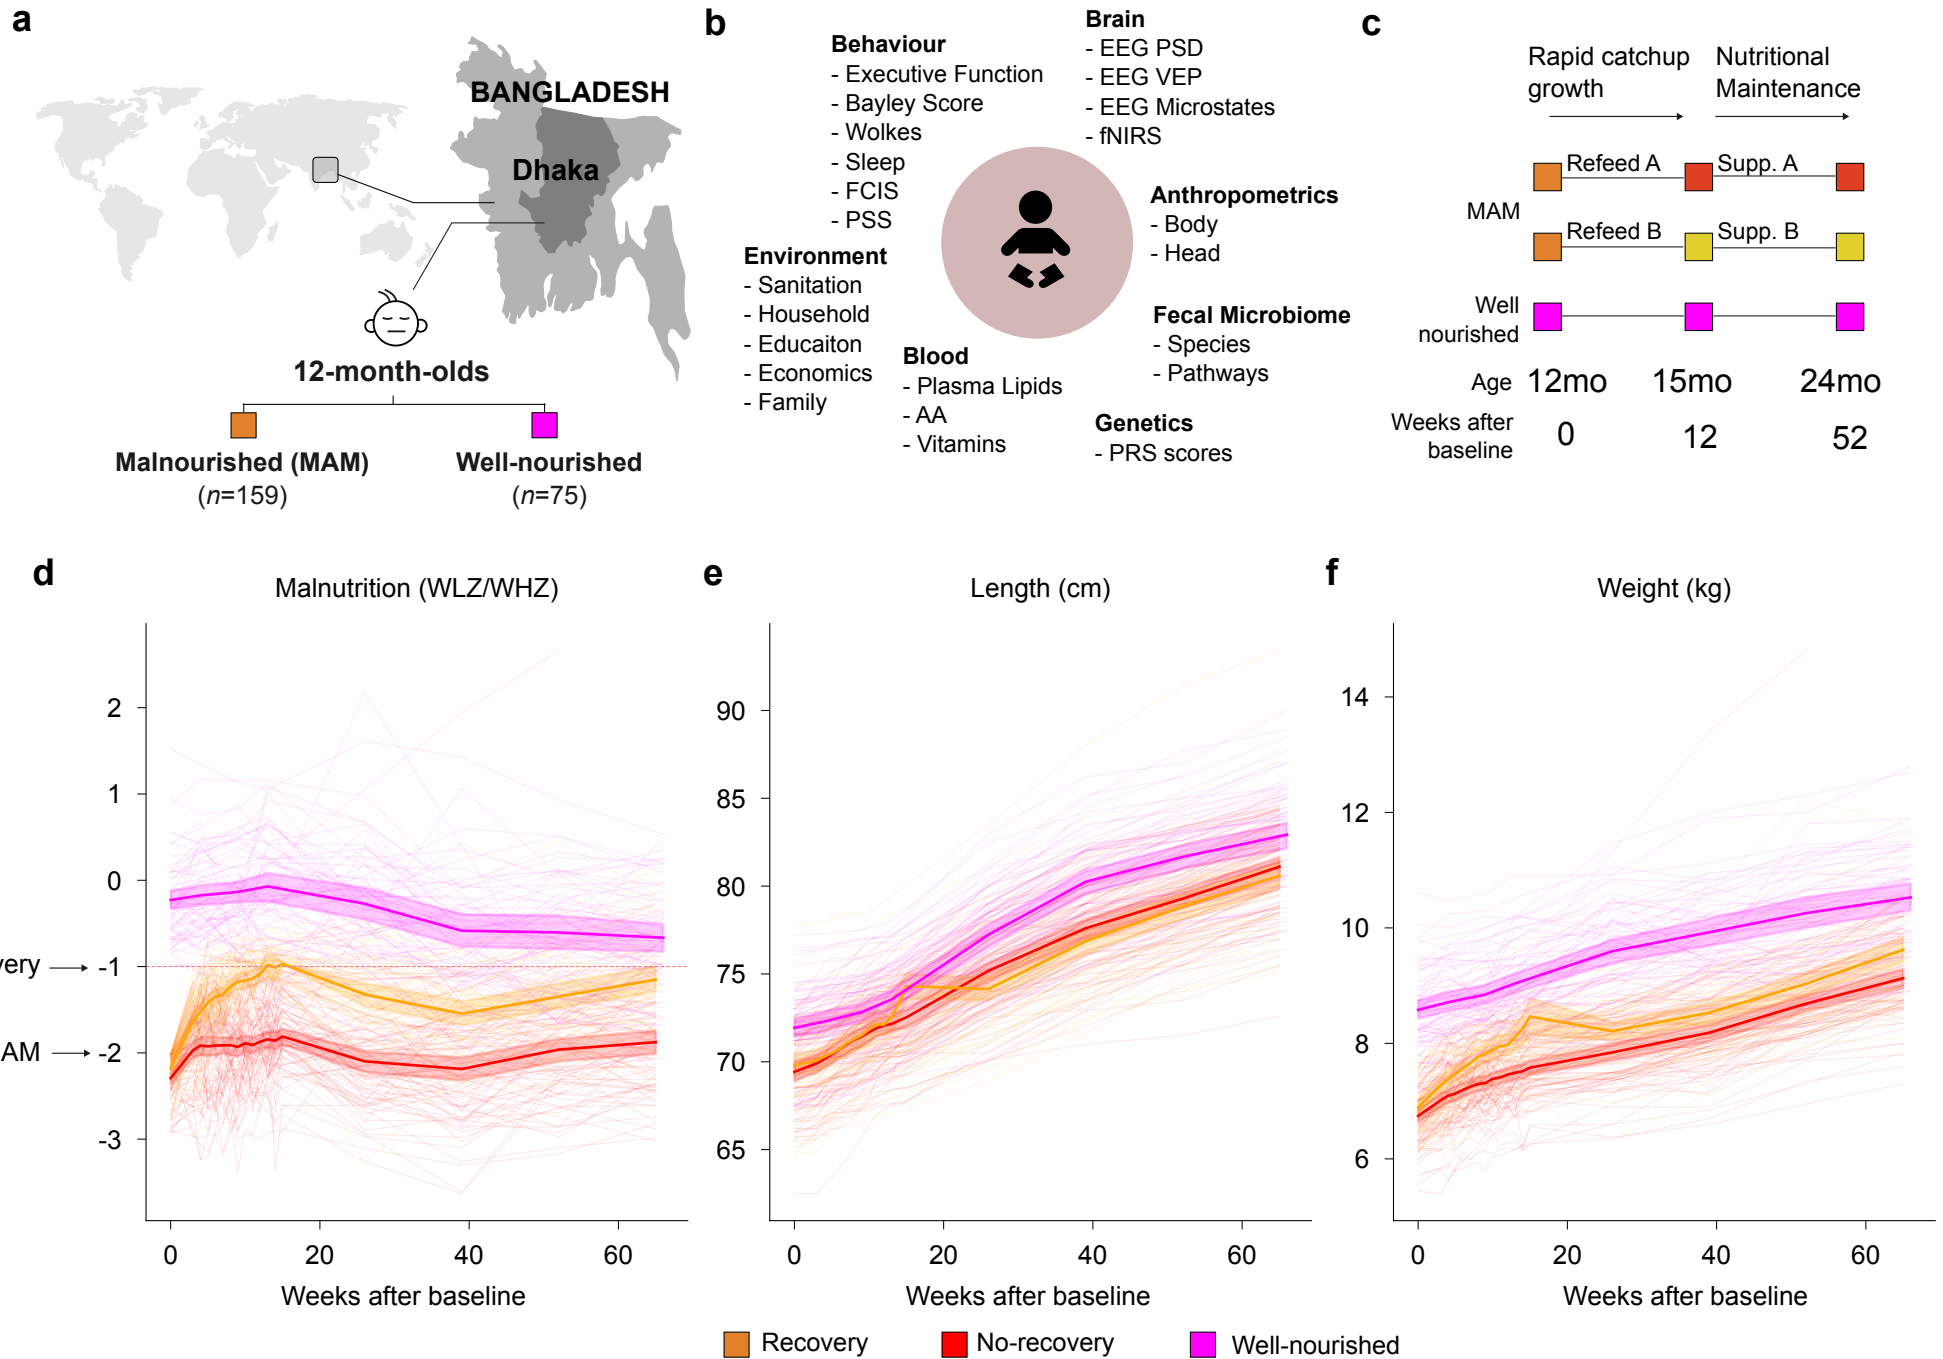 a
BANGLADESH
Dhaka
12-month-olds
Malnourished (MAM)
(n=159)
Well-nourished
(n=75)
b
Behaviour
- Executive Function
- Bayley Score
- Wolkes
- Sleep
- FCIS
- PSS
Brain
- EEG PSD
- EEG VEP
- EEG Microstates
- fNIRS
Environment
- Sanitation
- Household
- Educaiton
- Economics
- Family
Anthropometrics
- Body
- Head
Blood
- Plasma Lipids
- AA
- Vitamins
Fecal Microbiome
- Species
- Pathways
Genetics
- PRS scores
c
Rapid catchup
growth
Nutritional
Maintenance
MAM
Refeed A
Supp. A
Refeed B
Supp. B
Well
nourished
Age 12mo 15mo 24mo
Weeks after
baseline
0 12 52
d
Malnutrition (WLZ/WHZ)
2
1
0
very
-1
AM
-2
-3
0 20 40 60
Weeks after baseline
e
Length (cm)
90
85
80
75
70
65
0 20 40 60
Weeks after baseline
f
Weight (kg)
14
12
10
8
6
0 20 40 60
Weeks after baseline
Recovery
No-recovery
Well-nourished